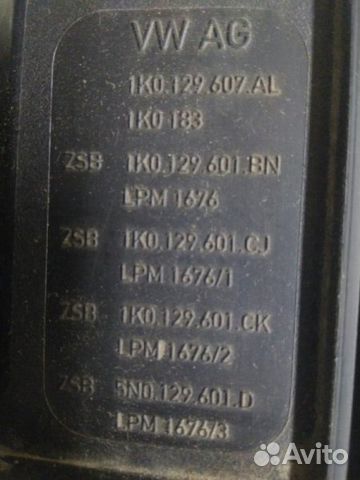 VW AG
1K0.129.607.AL
1K0 183
ZSB 1K0.129.601.BN
LPM 1676
ZSB 1K0.129.601.CJ
LPM 1676/1
ZSB 1K0.129.601.CK
LPM 1676/2
ZSB 5N0.129.601.D
LPM 1676/3
Avito